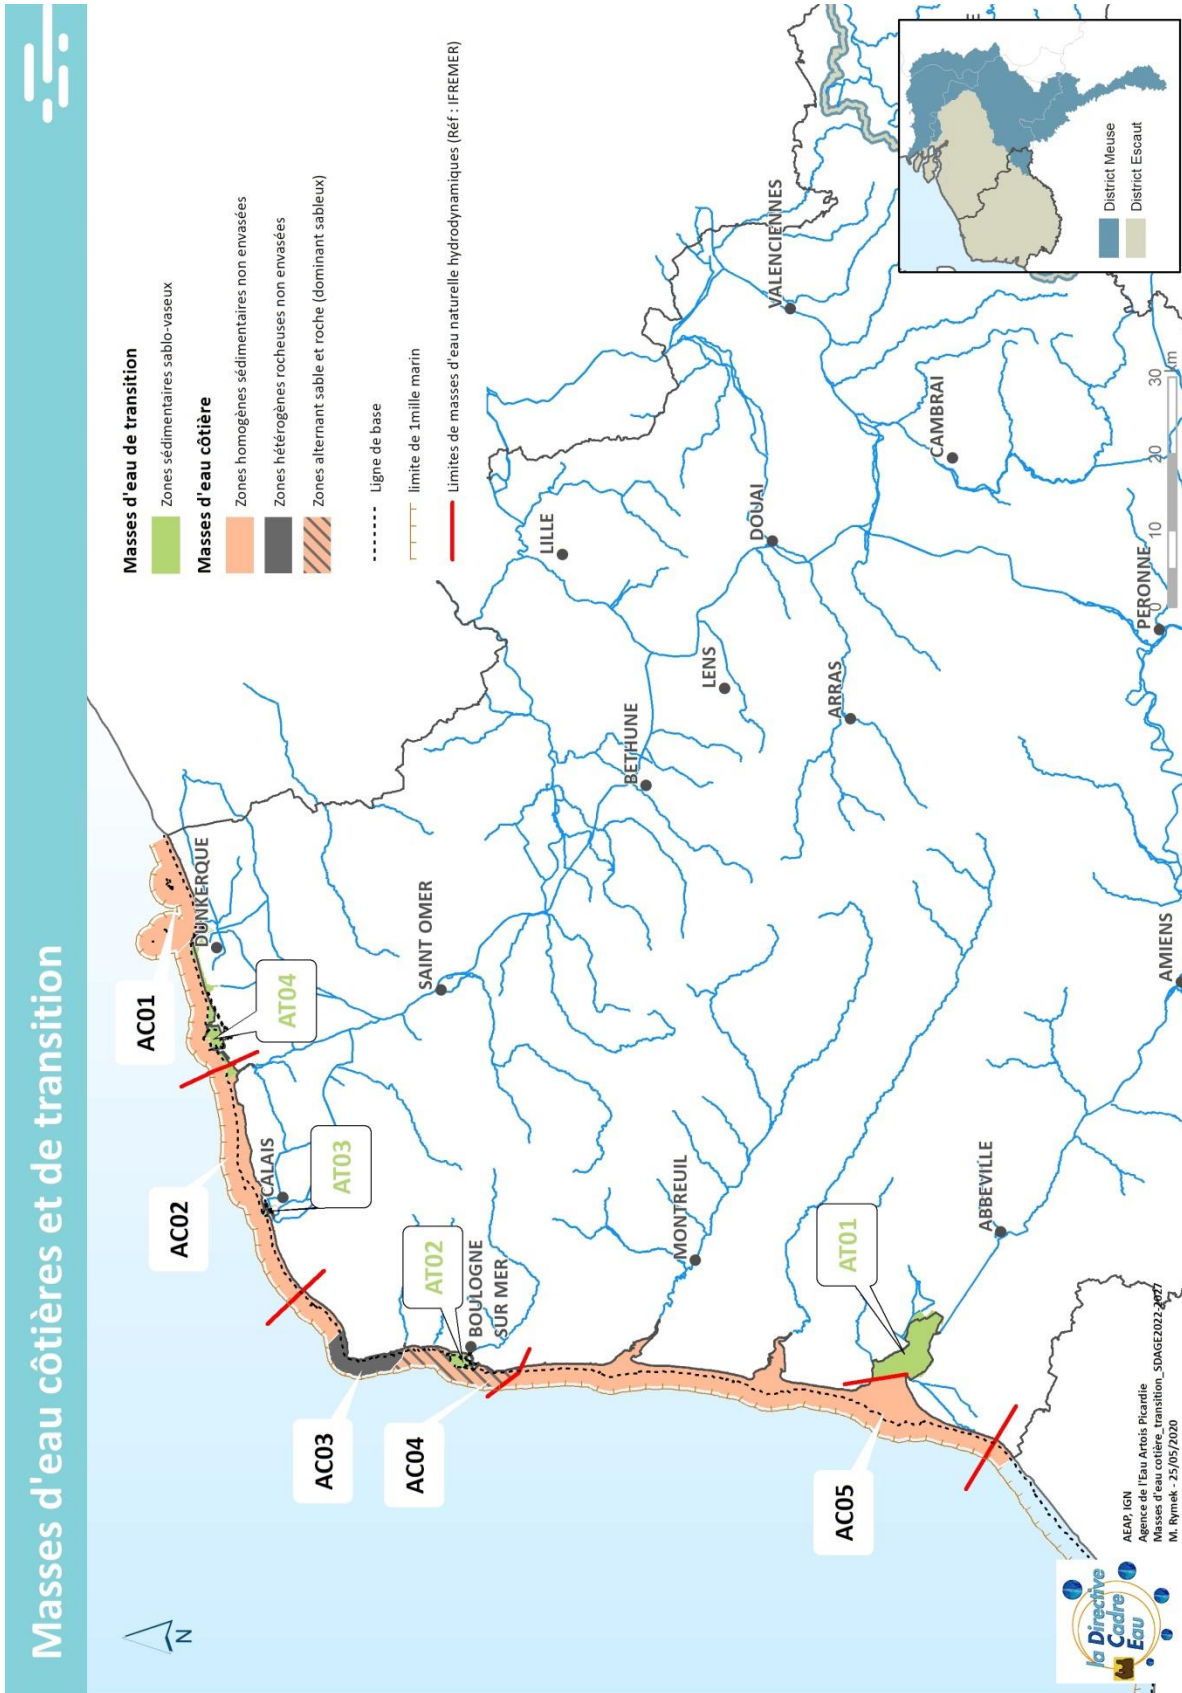 Masses d'eau côtières et de transition
Masses d'eau de transition
Zones sédimentaires sablo-vaseux
Masses d'eau côtière
Zones homogènes sédimentaires non envasées
Zones hétérogènes rocheuses non envasées
Zones alternant sable et roche (dominant sableux)
Ligne de base
limite de 1mille marin
Limites de masses d'eau naturelle hydrodynamiques (Réf : IFREMER)
N
AC01
DUNKERQUE
AT04
AC02
CALAIS
AT03
SAINT OMER
AC03
AT02
BOULOGNE
SUR MER
AC04
LILLE
BETHUNE
LENS
DOUAI
VALENCIENNES
MONTREUIL
ARRAS
CAMBRAI
AC05
AT01
ABBEVILLE
AMIENS
PERONNE
0 10 20 30
km
District Meuse
District Escaut
la Directive
Cadre
Eau
AEAP, IGN
Agence de l'Eau Artois Picardie
Masses d'eau cotière_transition_SDAGE2022-2027
M. Rymek - 25/05/2020